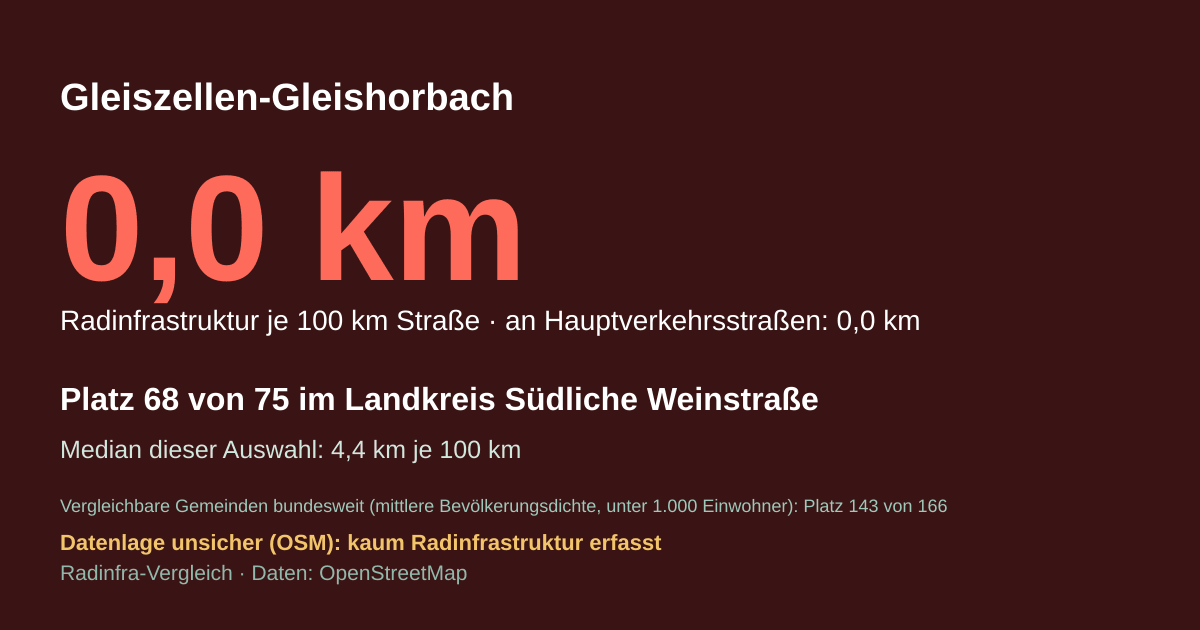 Gleiszellen-Gleishorbach
0,0 km
Radinfrastruktur je 100 km Straße · an Hauptverkehrsstraßen: 0,0 km
Platz 68 von 75 im Landkreis Südliche Weinstraße
Median dieser Auswahl: 4,4 km je 100 km
Vergleichbare Gemeinden bundesweit (mittlere Bevölkerungsdichte, unter 1.000 Einwohner): Platz 143 von 166
Datenlage unsicher (OSM): kaum Radinfrastruktur erfasst
Radinfra-Vergleich · Daten: OpenStreetMap